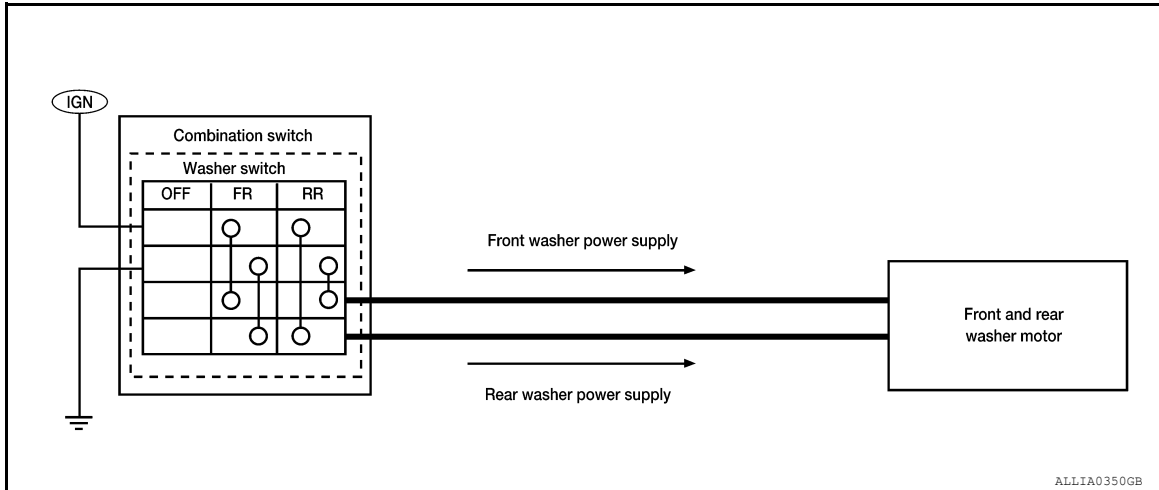 IGN
Combination switch
Washer switch
OFF FR RR
Front washer power supply
Front and rear
washer motor
Rear washer power supply
ALLIA0350GB